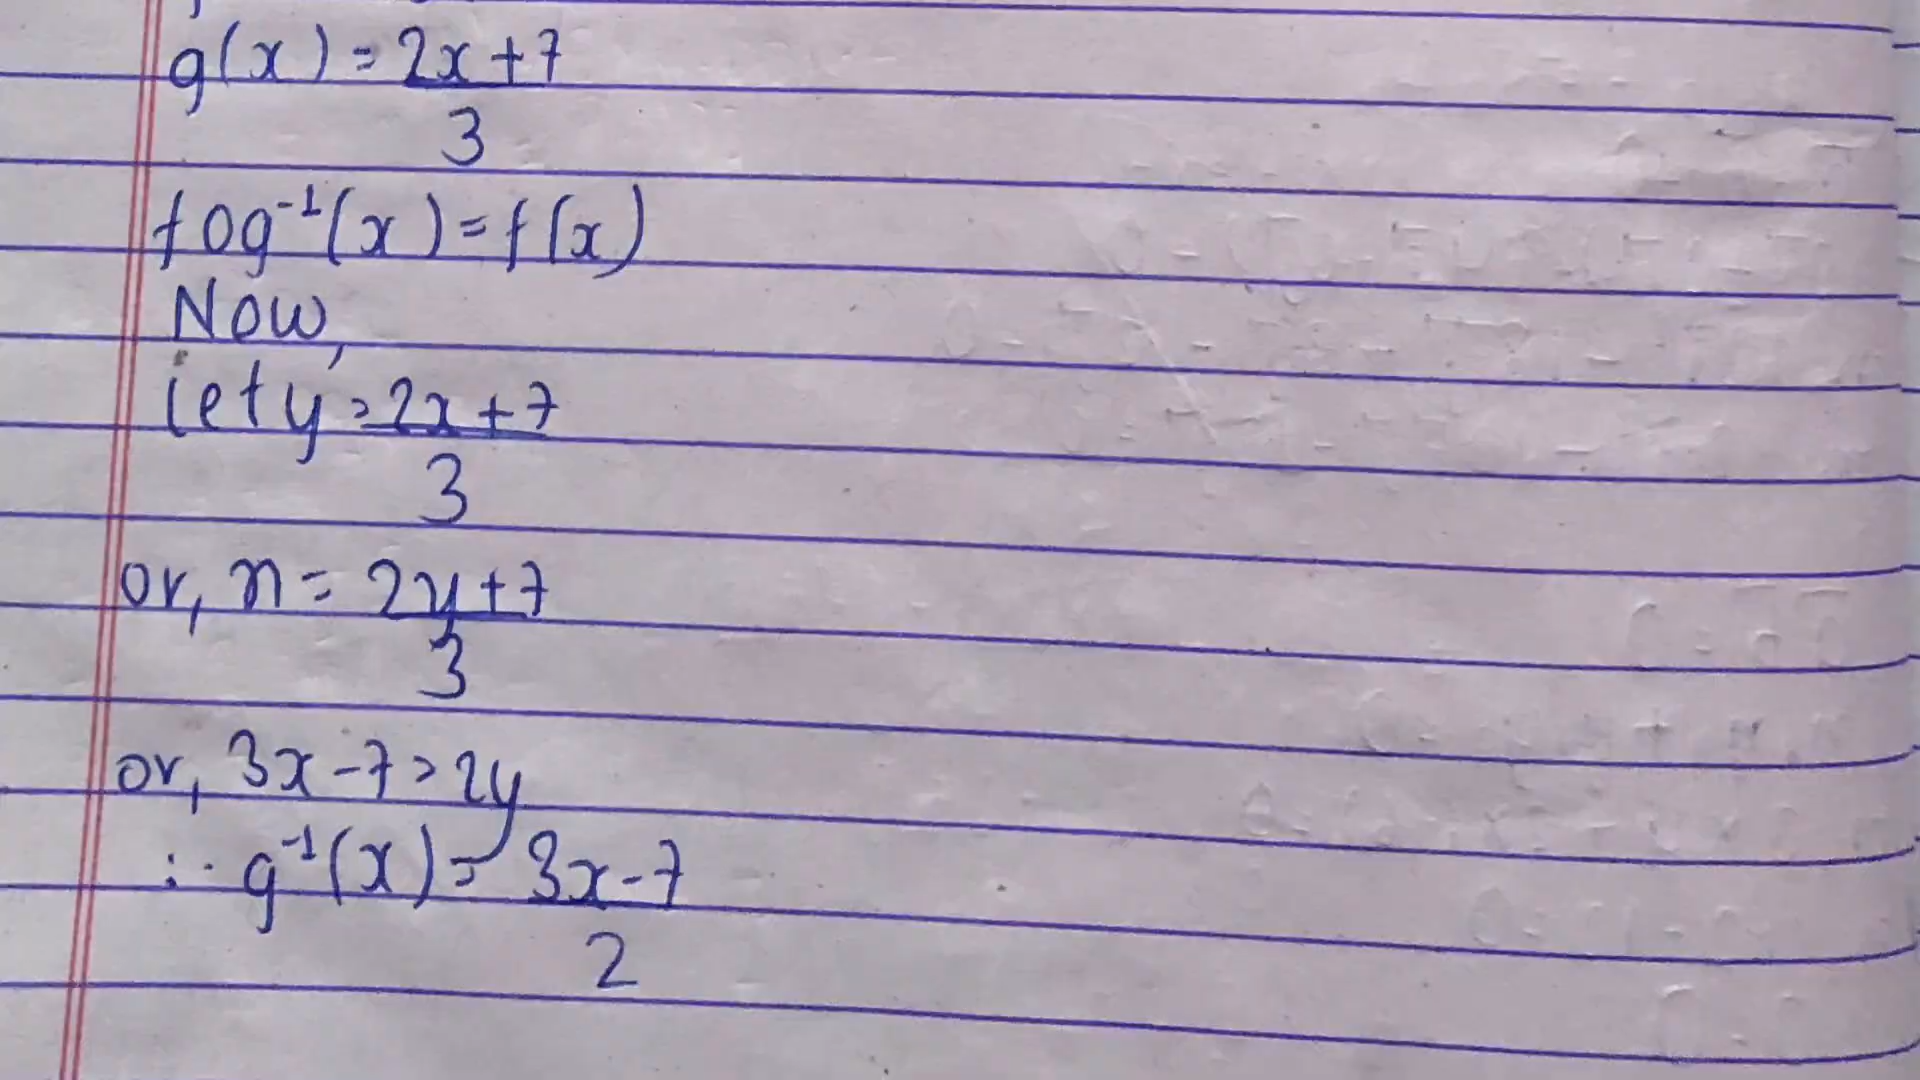 g(x) = 2x+7
3
fog⁻¹(x) = f(x)
Now,
let y = 2x+7
3
or, x = 2y+7
3
or, 3x-7 = 2y
∴ g⁻¹(x) = 3x-7
2